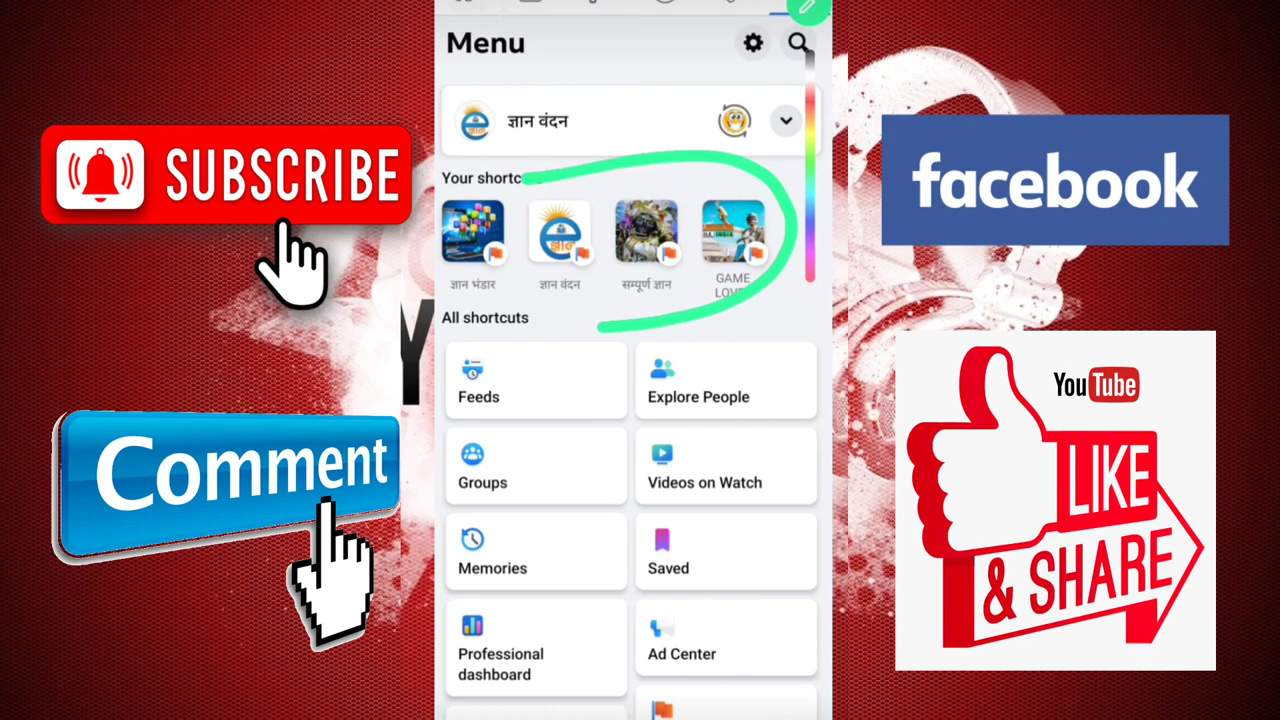 Menu
ज्ञान वंदन
Your shortc
ज्ञान भंडार
ज्ञान वंदन
सम्पूर्ण ज्ञान
GAME
All shortcuts
Feeds
Explore People
Groups
Videos on Watch
Memories
Saved
Professional
dashboard
Ad Center
SUBSCRIBE
Comment
Y
facebook
YouTube
LIKE
& SHARE